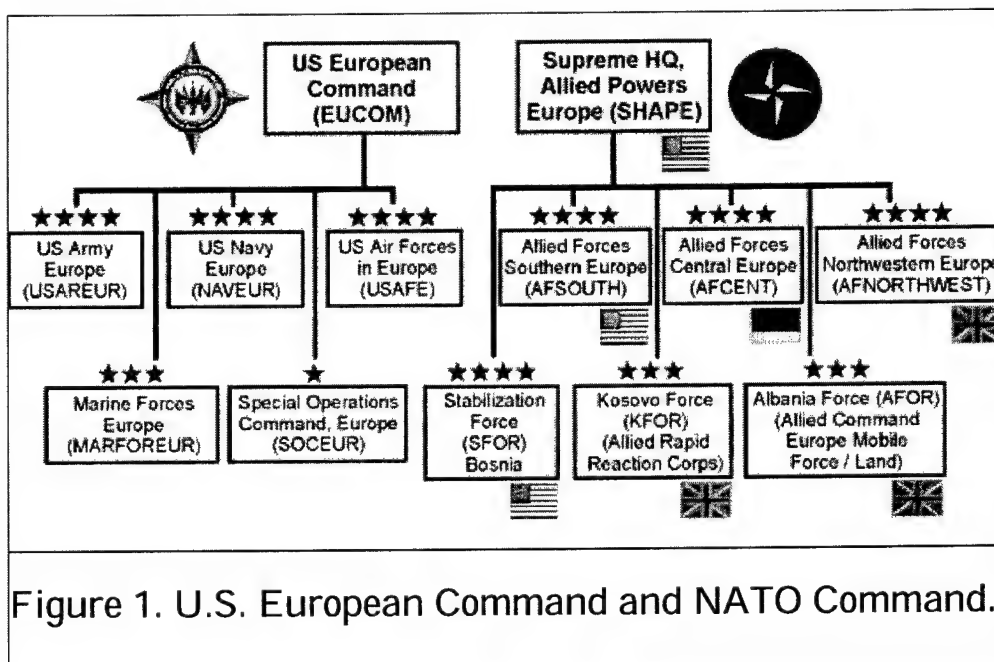 US European
Command
(EUCOM)
Supreme HQ,
Allied Powers
Europe (SHAPE)
US Army
Europe
(USAREUR)
US Navy
Europe
(NAVEUR)
US Air Forces
in Europe
(USAFE)
Allied Forces
Southern Europe
(AFSOUTH)
Allied Forces
Central Europe
(AFCENT)
Allied Forces
Northwestern Europe
(AFNORTHWEST)
Marine Forces
Europe
(MARFOREUR)
Special Operations
Command, Europe
(SOCEUR)
Stabilization
Force
(SFOR)
Bosnia
Kosovo Force
(KFOR)
(Allied Rapid
Reaction Corps)
Albania Force (AFOR)
(Allied Command
Europe Mobile
Force / Land)
Figure 1. U.S. European Command and NATO Command.